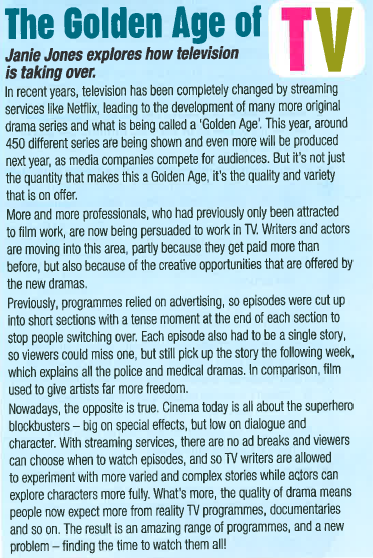 The Golden Age of TV
Janie Jones explores how television
is taking over.
In recent years, television has been completely changed by streaming
services like Netflix, leading to the development of many more original
drama series and what is being called a 'Golden Age'. This year, around
450 different series are being shown and even more will be produced
next year, as media companies compete for audiences. But it's not just
the quantity that makes this a Golden Age, it's the quality and variety
that is on offer.
More and more professionals, who had previously only been attracted
to film work, are now being persuaded to work in TV. Writers and actors
are moving into this area, partly because they get paid more than
before, but also because of the creative opportunities that are offered by
the new dramas.
Previously, programmes relied on advertising, so episodes were cut up
into short sections with a tense moment at the end of each section to
stop people switching over. Each episode also had to be a single story,
so viewers could miss one, but still pick up the story the following week,
which explains all the police and medical dramas. In comparison, film
used to give artists far more freedom.
Nowadays, the opposite is true. Cinema today is all about the superhero
blockbusters – big on special effects, but low on dialogue and
character. With streaming services, there are no ad breaks and viewers
can choose when to watch episodes, and so TV writers are allowed
to experiment with more varied and complex stories while actors can
explore characters more fully. What's more, the quality of drama means
people now expect more from reality TV programmes, documentaries
and so on. The result is an amazing range of programmes, and a new
problem – finding the time to watch them all!